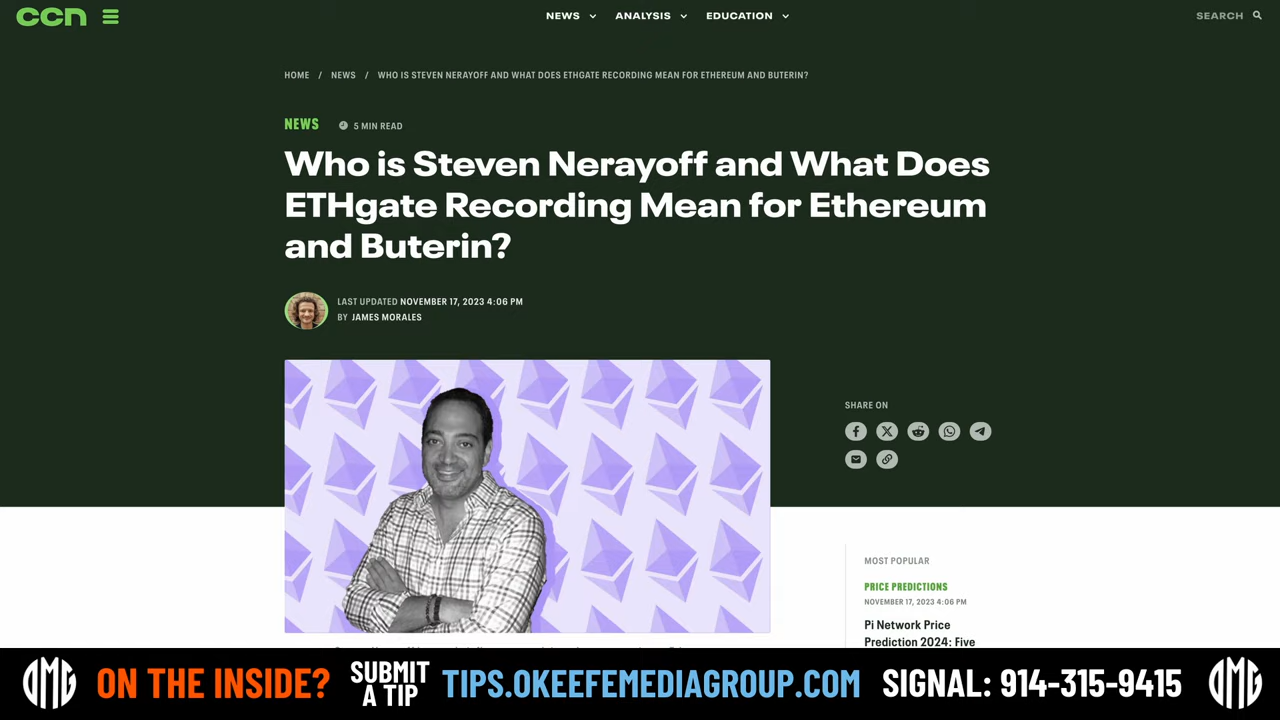 ccn
NEWS
ANALYSIS
EDUCATION
SEARCH
HOME / NEWS / WHO IS STEVEN NERAYOFF AND WHAT DOES ETHGATE RECORDING MEAN FOR ETHEREUM AND BUTERIN?
NEWS
5 MIN READ
Who is Steven Nerayoff and What Does
ETHgate Recording Mean for Ethereum
and Buterin?
LAST UPDATED NOVEMBER 17, 2023 4:06 PM
BY JAMES MORALES
SHARE ON
MOST POPULAR
PRICE PREDICTIONS
NOVEMBER 17, 2023 4:06 PM
Pi Network Price
Prediction 2024: Five
OMG
ON THE INSIDE?
SUBMIT
A TIP
TIPS.OKEEFEMEDIAGROUP.COM
SIGNAL: 914-315-9415
OMG